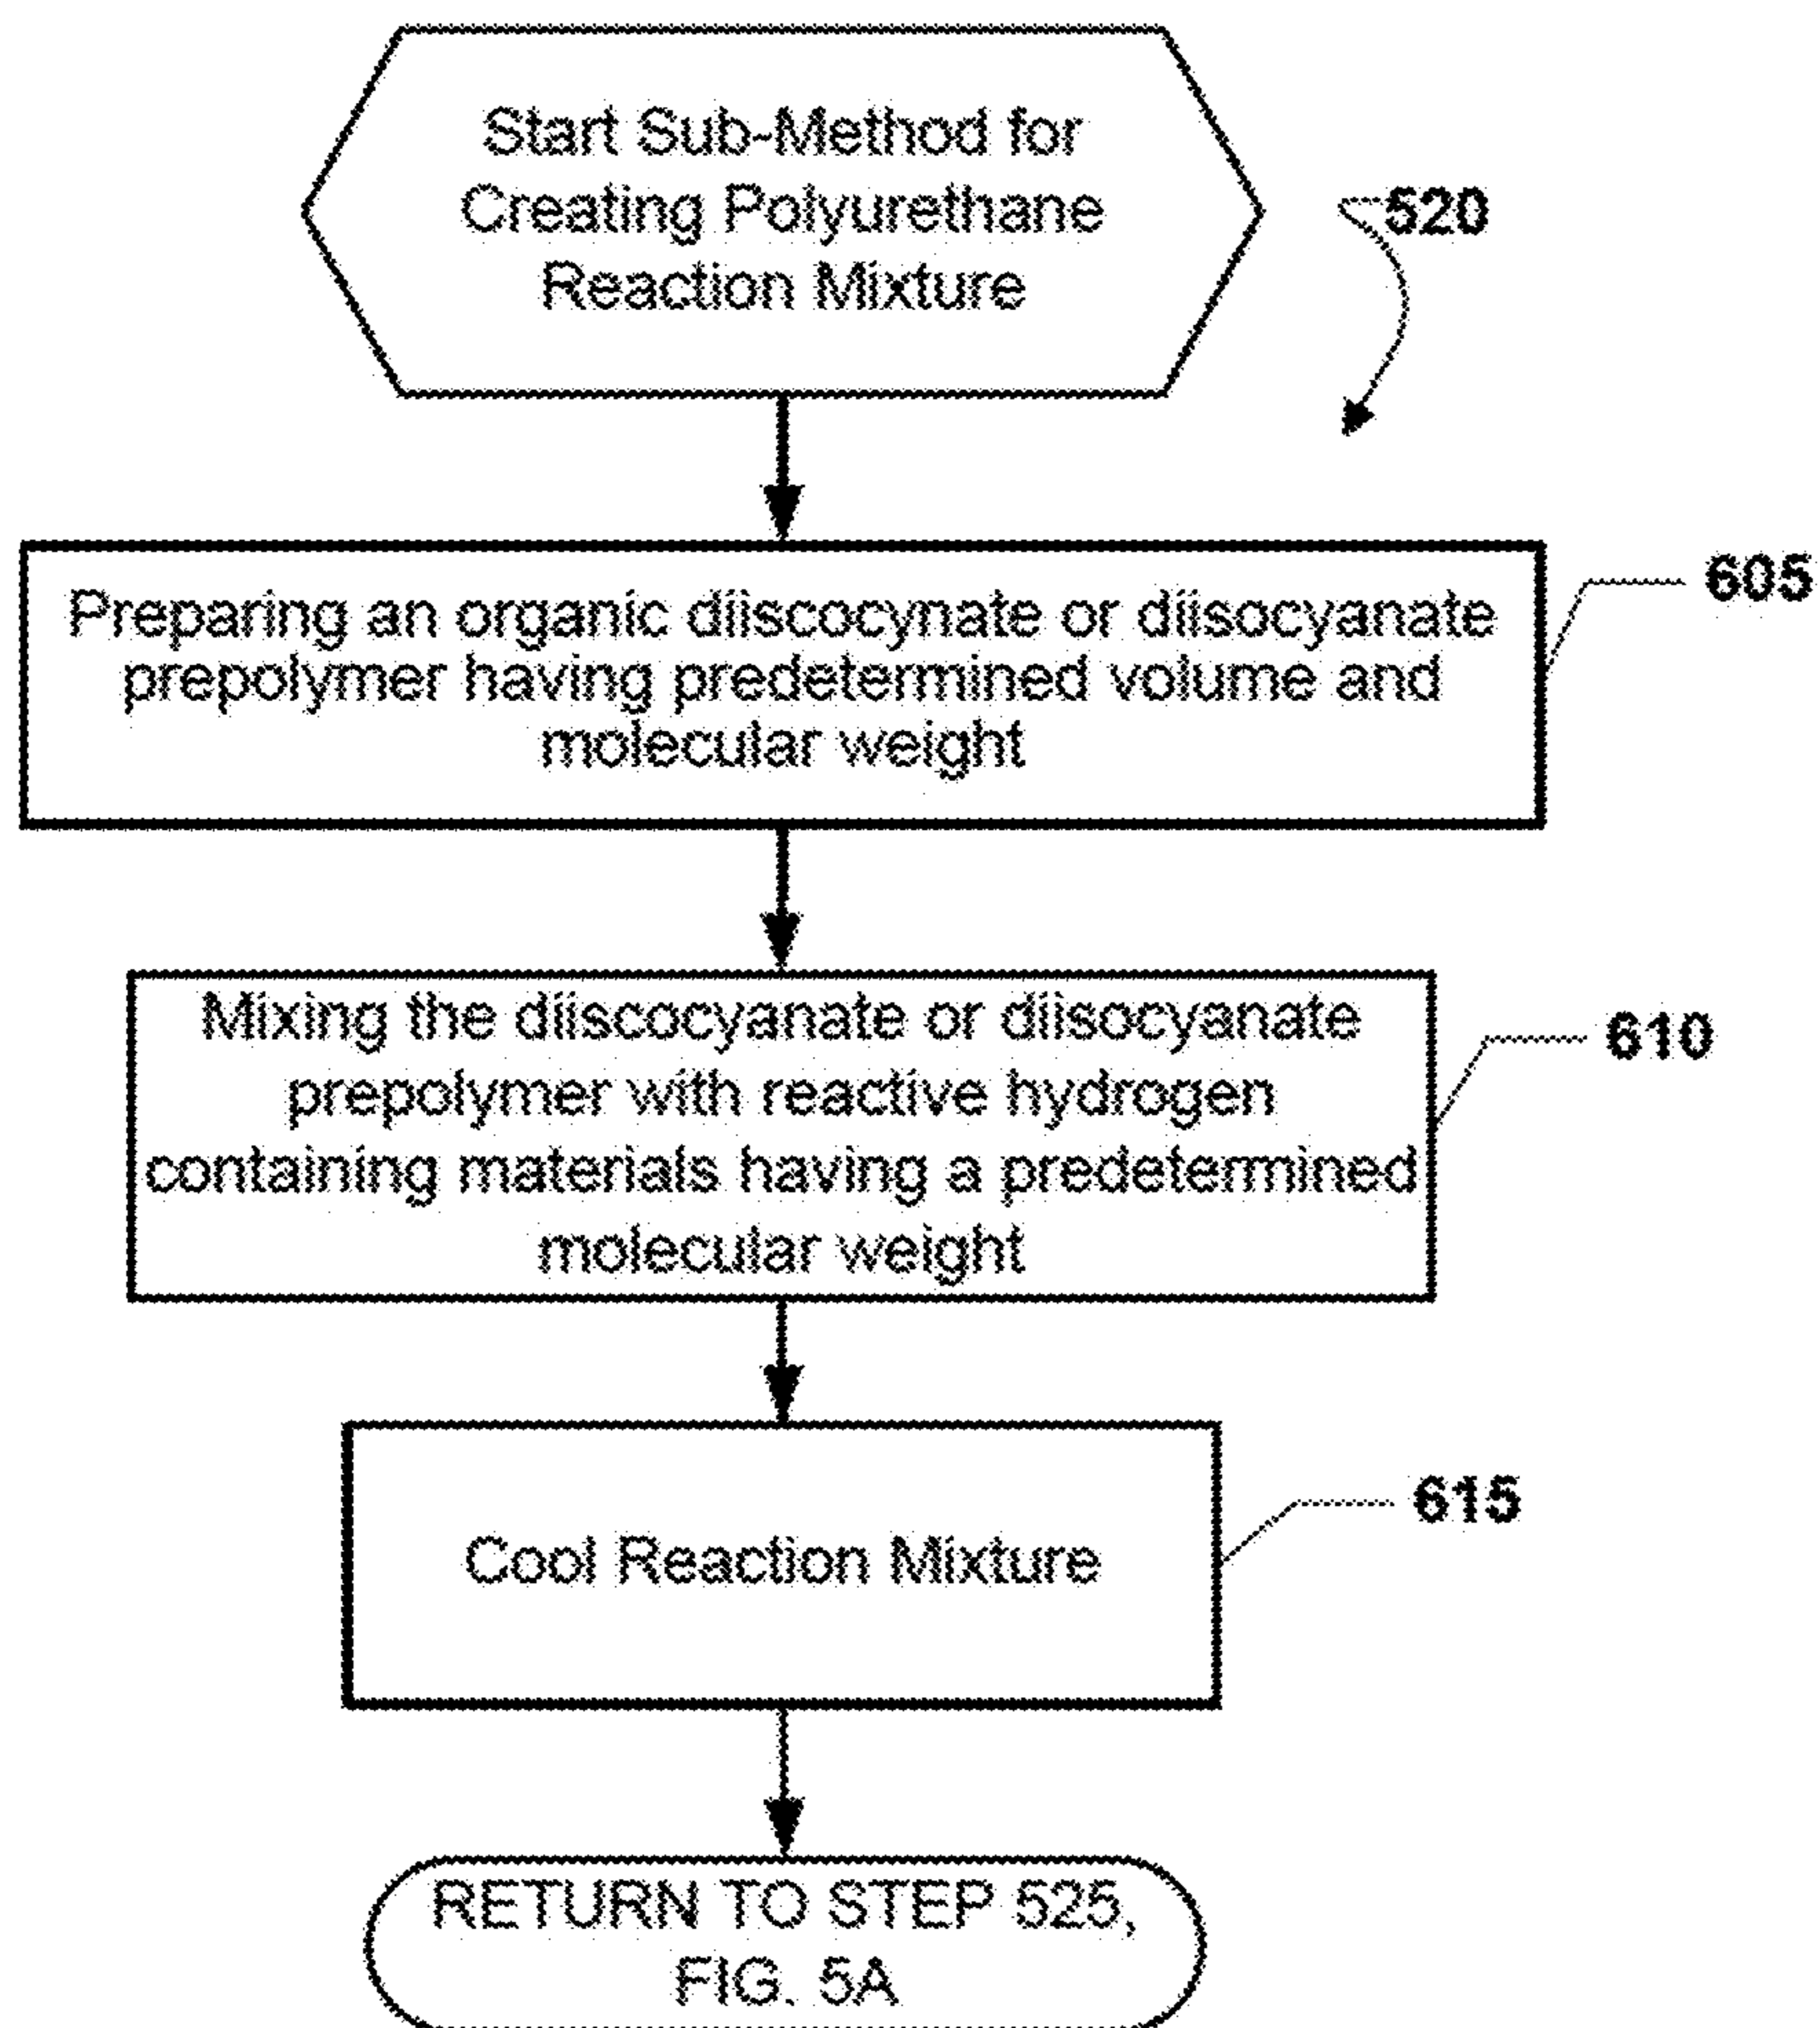 Start Sub-Method for
Creating Polyurethane
Reaction Mixture
520
Preparing an organic diiscocynate or diisocyanate
prepolymer having predetermined volume and
molecular weight
605
Mixing the diiscocyanate or diisocyanate
prepolymer with reactive hydrogen
containing materials having a predetermined
molecular weight
610
Cool Reaction Mixture
615
RETURN TO STEP 525,
FIG. 5A